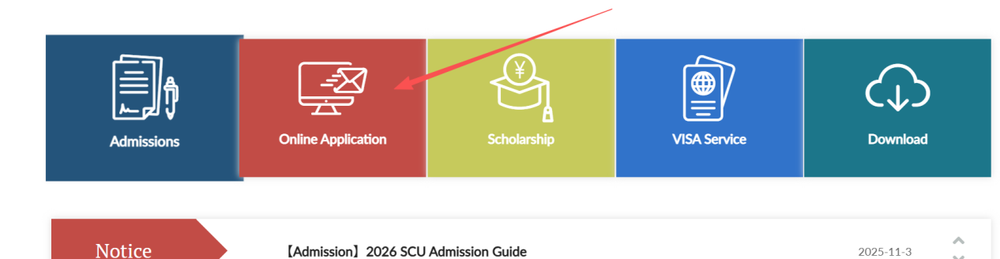 ¥
Admissions
Online Application
Scholarship
VISA Service
Download
Notice
【Admission】2026 SCU Admission Guide
2025-11-3